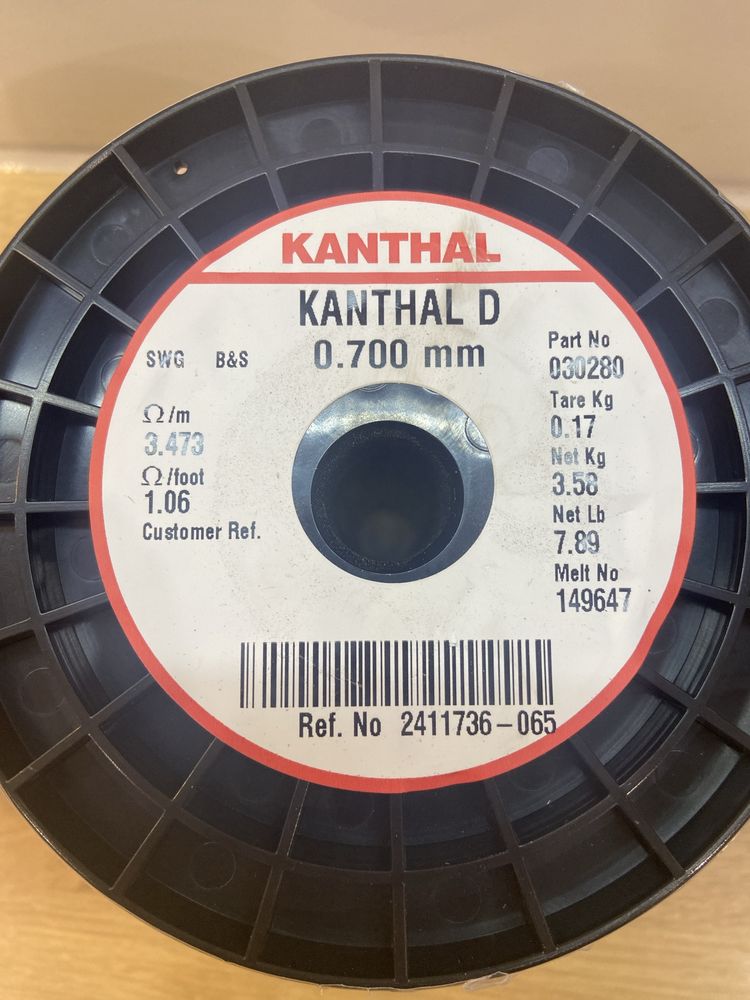 KANTHAL
KANTHAL D
0.700 mm
SWG B&S
Ω/m
3.473
Ω/foot
1.06
Customer Ref.
Part No
030280
Tare Kg
0.17
Net Kg
3.58
Net Lb
7.89
Melt No
149647
Ref. No 2411736-065